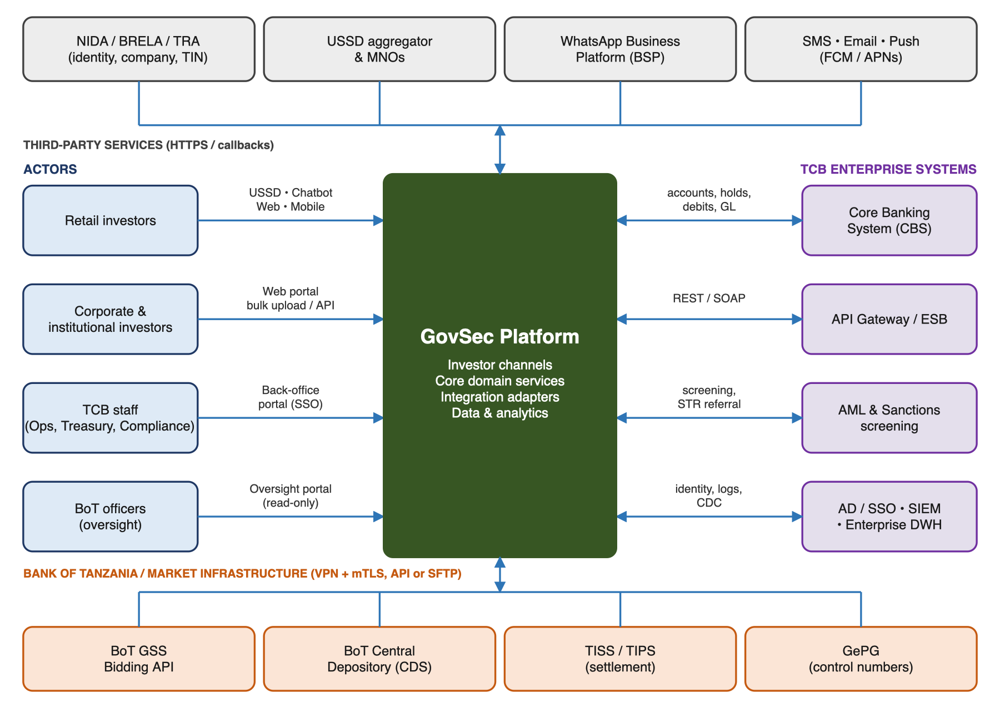 NIDA / BRELA / TRA
(identity, company, TIN)
USSD aggregator
& MNOs
WhatsApp Business
Platform (BSP)
SMS • Email • Push
(FCM / APNs)
THIRD-PARTY SERVICES (HTTPS / callbacks)
ACTORS
TCB ENTERPRISE SYSTEMS
Retail investors
USSD • Chatbot
Web • Mobile
accounts, holds,
debits, GL
Core Banking
System (CBS)
Corporate &
institutional investors
Web portal
bulk upload / API
REST / SOAP
API Gateway / ESB
GovSec Platform
Investor channels
Core domain services
Integration adapters
Data & analytics
TCB staff
(Ops, Treasury, Compliance)
Back-office
portal (SSO)
screening,
STR referral
AML & Sanctions
screening
BoT officers
(oversight)
Oversight portal
(read-only)
identity, logs,
CDC
AD / SSO • SIEM
• Enterprise DWH
BANK OF TANZANIA / MARKET INFRASTRUCTURE (VPN + mTLS, API or SFTP)
BoT GSS
Bidding API
BoT Central
Depository (CDS)
TISS / TIPS
(settlement)
GePG
(control numbers)